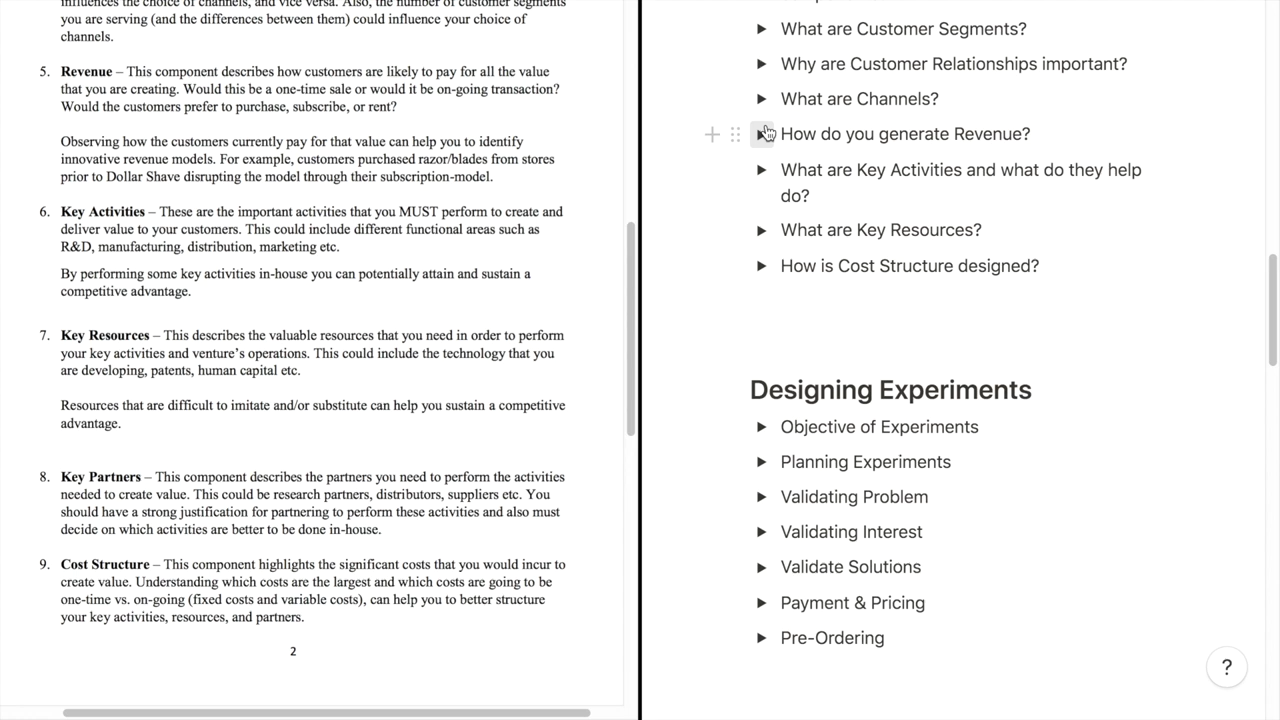 influences the choice of channels, and vice versa. Also, the number of customer segments
you are serving (and the differences between them) could influence your choice of
channels.
5. Revenue – This component describes how customers are likely to pay for all the value
that you are creating. Would this be a one-time sale or would it be on-going transaction?
Would the customers prefer to purchase, subscribe, or rent?
Observing how the customers currently pay for that value can help you to identify
innovative revenue models. For example, customers purchased razor/blades from stores
prior to Dollar Shave disrupting the model through their subscription-model.
6. Key Activities – These are the important activities that you MUST perform to create and
deliver value to your customers. This could include different functional areas such as
R&D, manufacturing, distribution, marketing etc.
By performing some key activities in-house you can potentially attain and sustain a
competitive advantage.
7. Key Resources – This describes the valuable resources that you need in order to perform
your key activities and venture's operations. This could include the technology that you
are developing, patents, human capital etc.
Resources that are difficult to imitate and/or substitute can help you sustain a competitive
advantage.
8. Key Partners – This component describes the partners you need to perform the activities
needed to create value. This could be research partners, distributors, suppliers etc. You
should have a strong justification for partnering to perform these activities and also must
decide on which activities are better to be done in-house.
9. Cost Structure – This component highlights the significant costs that you would incur to
create value. Understanding which costs are the largest and which costs are going to be
one-time vs. on-going (fixed costs and variable costs), can help you to better structure
your key activities, resources, and partners.
2
What are Customer Segments?
Why are Customer Relationships important?
What are Channels?
How do you generate Revenue?
What are Key Activities and what do they help
do?
What are Key Resources?
How is Cost Structure designed?
Designing Experiments
Objective of Experiments
Planning Experiments
Validating Problem
Validating Interest
Validate Solutions
Payment & Pricing
Pre-Ordering
?